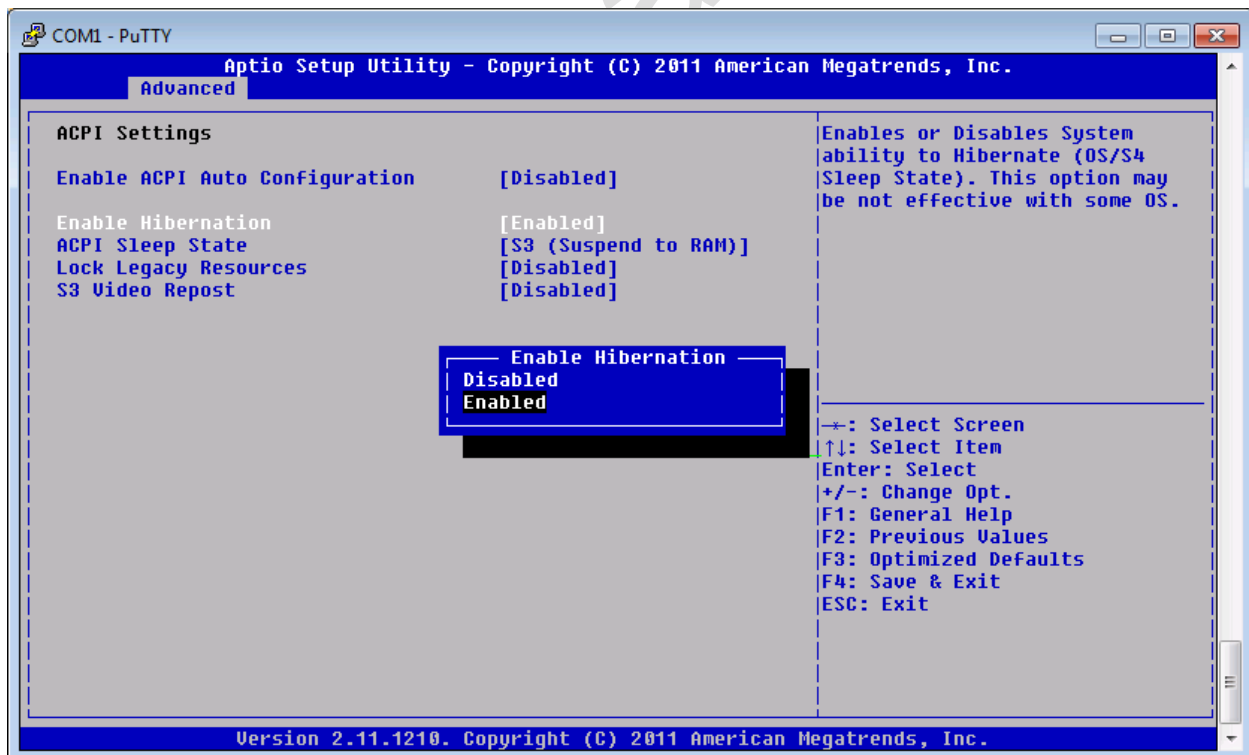 COM1 - PuTTY
Aptio Setup Utility - Copyright (C) 2011 American Megatrends, Inc.
Advanced
ACPI Settings
Enable ACPI Auto Configuration [Disabled]
Enable Hibernation [Enabled]
ACPI Sleep State [S3 (Suspend to RAM)]
Lock Legacy Resources [Disabled]
S3 Video Repost [Disabled]
Enable Hibernation
Disabled
Enabled
Enables or Disables System
ability to Hibernate (OS/S4
Sleep State). This option may
be not effective with some OS.
→←: Select Screen
↑↓: Select Item
Enter: Select
+/-: Change Opt.
F1: General Help
F2: Previous Values
F3: Optimized Defaults
F4: Save & Exit
ESC: Exit
Version 2.11.1210. Copyright (C) 2011 American Megatrends, Inc.